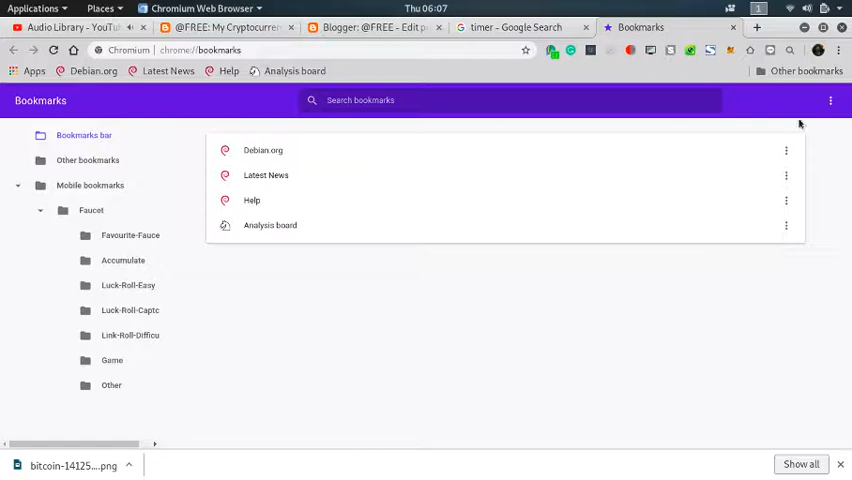 Applications Places Chromium Web Browser Thu 06:07 1
Audio Library - YouTube @FREE: My Cryptocurren Blogger: @FREE - Edit p timer - Google Search Bookmarks
Chromium | chrome://bookmarks
Apps Debian.org Latest News Help Analysis board Other bookmarks
Bookmarks Search bookmarks
Bookmarks bar
Other bookmarks
Mobile bookmarks
Faucet
Favourite-Fauce
Accumulate
Luck-Roll-Easy
Luck-Roll-Captc
Link-Roll-Difficu
Game
Other
Debian.org
Latest News
Help
Analysis board
bitcoin-14125....png Show all